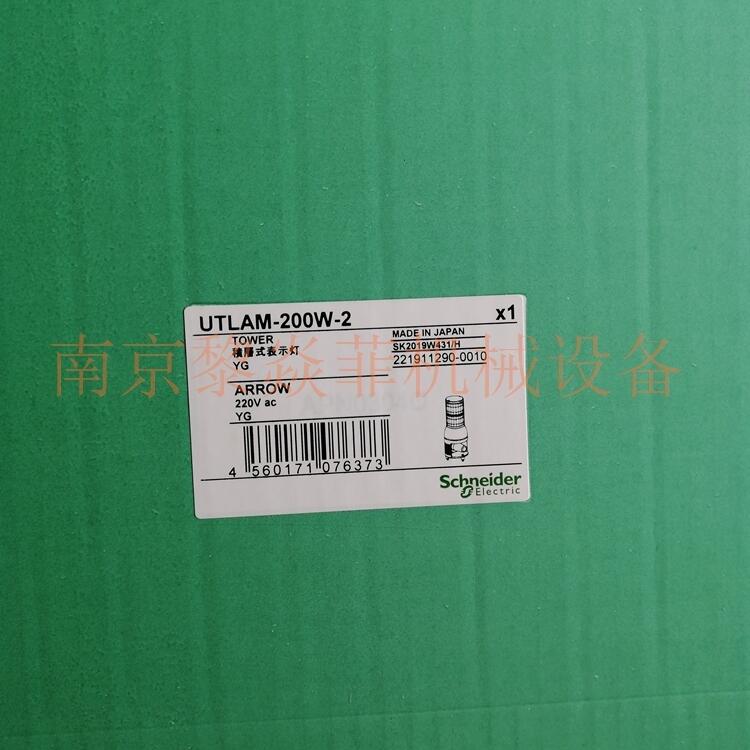 UTLAM-200W-2 x1
TOWER
積層式表示灯
YG
MADE IN JAPAN
SK2019W431/H
221911290-0010
ARROW
220V ac
YG
4 560171 076373
Schneider
Electric
南京黎焱菲机械设备